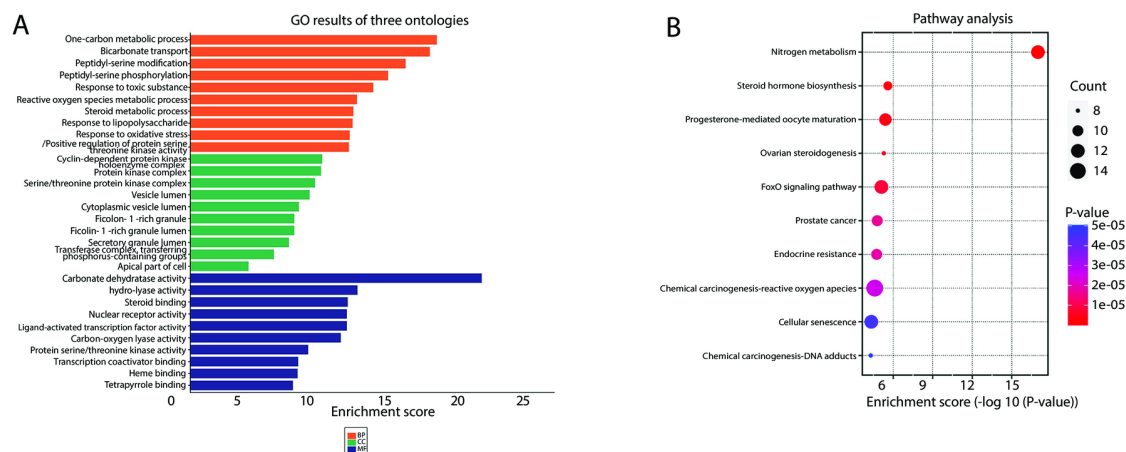 A
GO results of three ontologies
One-carbon metabolic process
Bicarbonate transport
Peptidyl-serine modification
Peptidyl-serine phosphorylation
Response to toxic substance
Reactive oxygen species metabolic process
Steroid metabolic process
Response to lipopolysaccharide
Response to oxidative stress
/Positive regulation of protein serine
threonine kinase activity
Cyclin-dependent protein kinase
holoenzyme complex
Protein kinase complex
Serine/threonine protein kinase complex
Vesicle lumen
Cytoplasmic vesicle lumen
Ficolon- 1 -rich granule
Ficolin- 1 -rich granule lumen
Secretory granule lumen
Transferase complex, transferring
phosphorus-containing groups
Apical part of cell
Carbonate dehydratase activity
hydro-lyase activity
Steroid binding
Nuclear receptor activity
Ligand-activated transcription factor activity
Carbon-oxygen lyase activity
Protein serine/threonine kinase activity
Transcription coactivator binding
Heme binding
Tetrapyrrole binding
0 5 10 15 20 25
Enrichment score
BP
CC
MF
B
Pathway analysis
Nitrogen metabolism
Steroid hormone biosynthesis
Progesterone-mediated oocyte maturation
Ovarian steroidogenesis
FoxO signaling pathway
Prostate cancer
Endocrine resistance
Chemical carcinogenesis-reactive oxygen apecies
Cellular senescence
Chemical carcinogenesis-DNA adducts
6 9 12 15
Enrichment score (-log 10 (P-value))
Count
8
10
12
14
P-value
5e-05
4e-05
3e-05
2e-05
1e-05